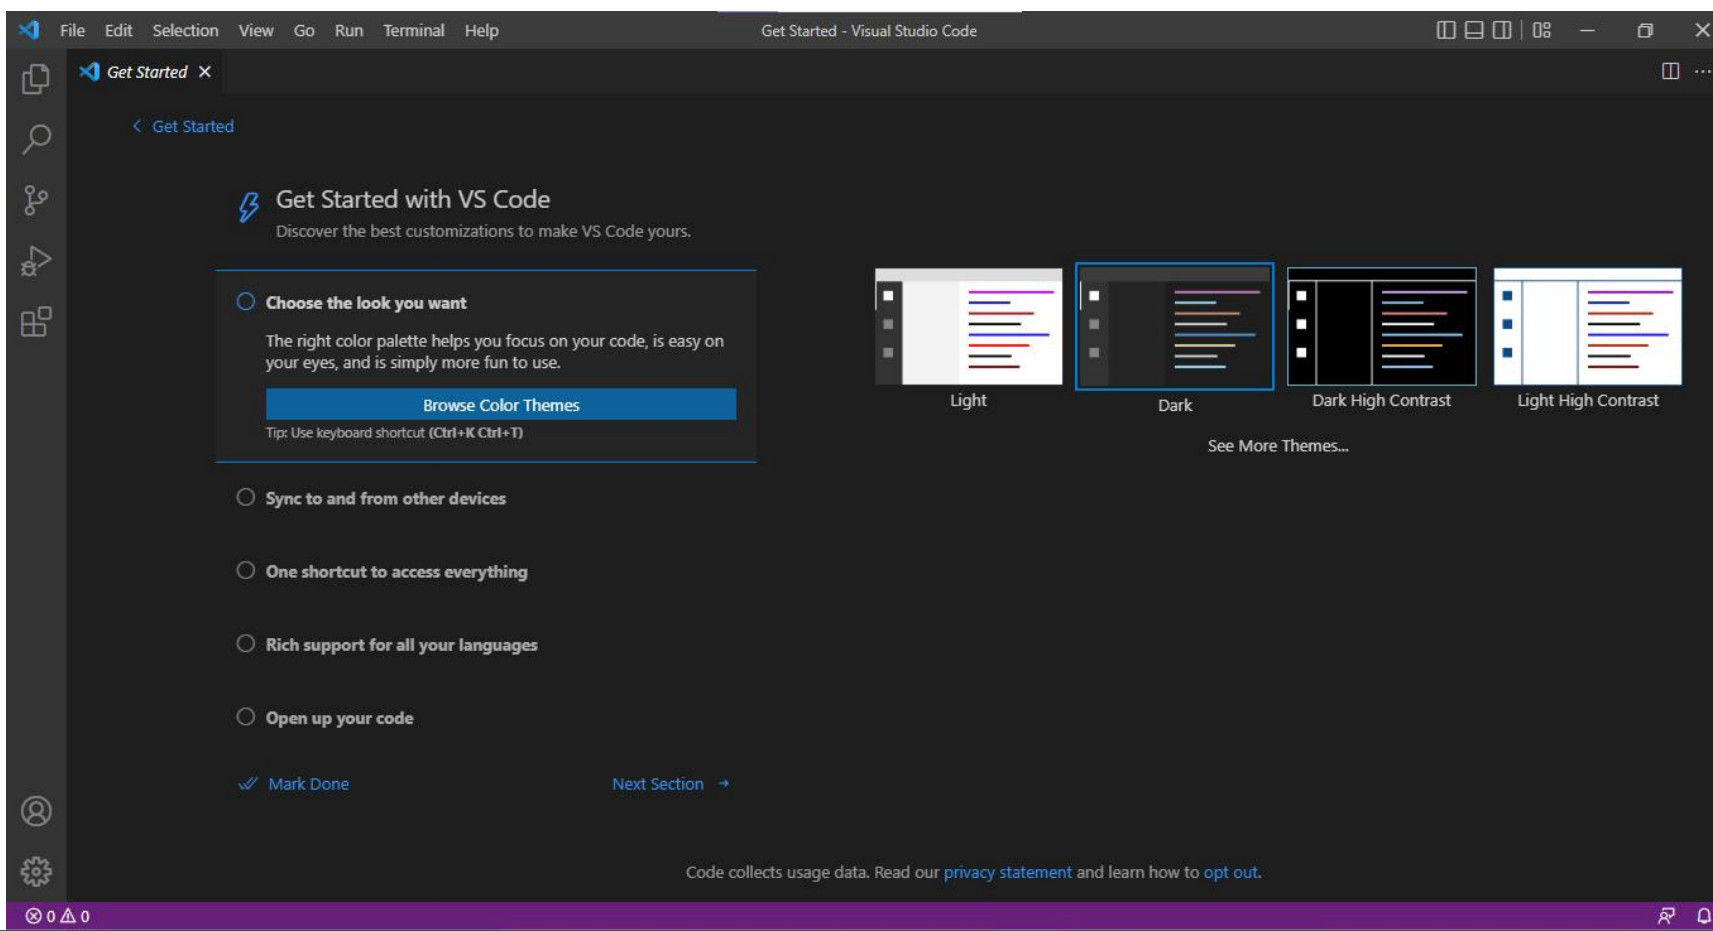 File Edit Selection View Go Run Terminal Help
Get Started - Visual Studio Code
Get Started
Get Started
Get Started with VS Code
Discover the best customizations to make VS Code yours.
Choose the look you want
The right color palette helps you focus on your code, is easy on
your eyes, and is simply more fun to use.
Browse Color Themes
Tip: Use keyboard shortcut (Ctrl+K Ctrl+T)
Light
Dark
Dark High Contrast
Light High Contrast
See More Themes...
Sync to and from other devices
One shortcut to access everything
Rich support for all your languages
Open up your code
Mark Done
Next Section
Code collects usage data. Read our privacy statement and learn how to opt out.
0 0